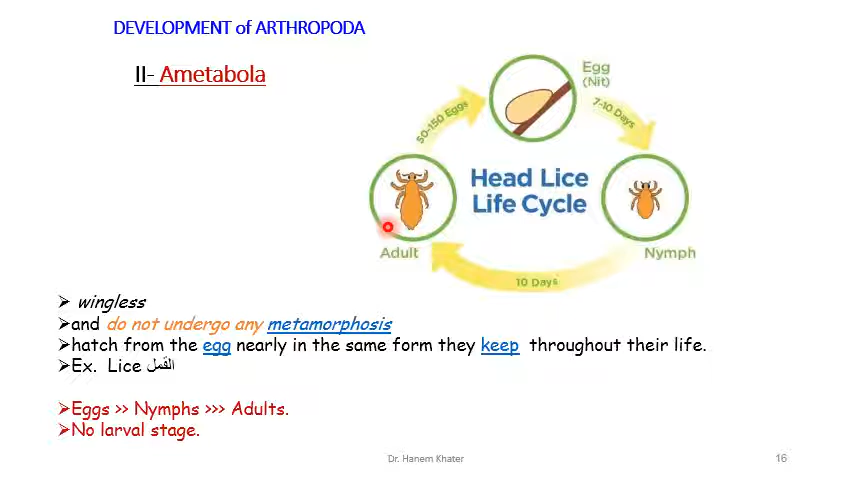 DEVELOPMENT of ARTHROPODA
II- Ametabola
Egg
(Nit)
50-150 Eggs
7-10 Days
Head Lice
Life Cycle
Adult
Nymph
10 Days
➢ wingless
➢and do not undergo any metamorphosis
➢hatch from the egg nearly in the same form they keep throughout their life.
➢Ex. Lice القمل
➢Eggs >> Nymphs >>> Adults.
➢No larval stage.
Dr. Hanem Khater
16